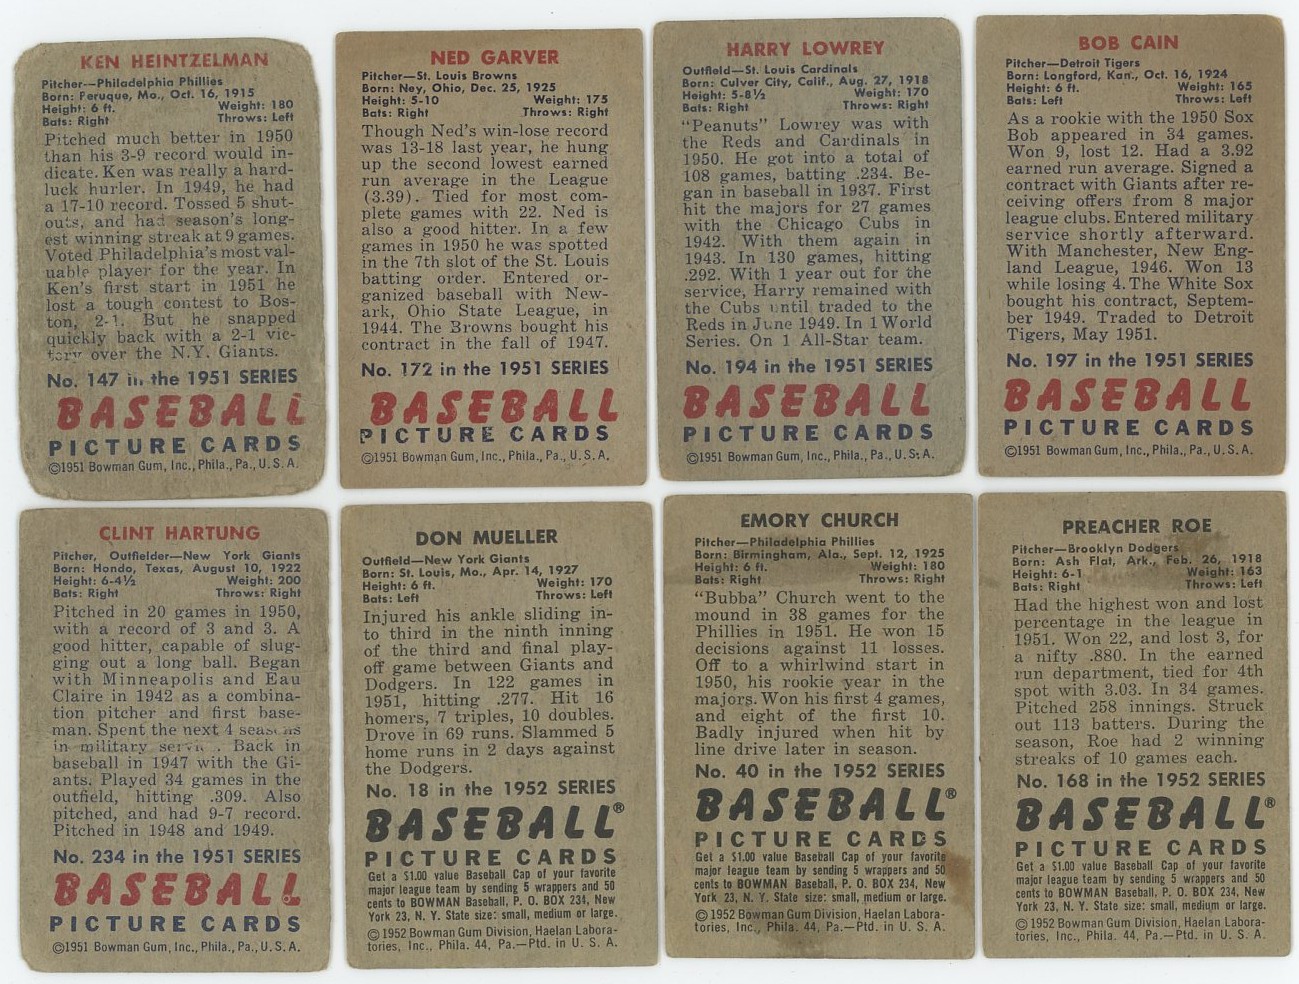 KEN HEINTZELMAN
Pitcher—Philadelphia Phillies
Born: Peruque, Mo., Oct. 16, 1915
Height: 6 ft. Weight: 180
Bats: Right Throws: Left
Pitched much better in 1950
than his 3-9 record would in-
dicate. Ken was really a hard-
luck hurler. In 1949, he had
a 17-10 record. Tossed 5 shut-
outs, and had season's long-
est winning streak at 9 games.
Voted Philadelphia's most val-
uable player for the year. In
Ken's first start in 1951 he
lost a tough contest to Bos-
ton, 2-1. But he snapped
quickly back with a 2-1 vic-
tory over the N.Y. Giants.
No. 147 in the 1951 SERIES
BASEBALL
PICTURE CARDS
©1951 Bowman Gum, Inc., Phila., Pa., U. S. A.
NED GARVER
Pitcher—St. Louis Browns
Born: Ney, Ohio, Dec. 25, 1925
Height: 5-10 Weight: 175
Bats: Right Throws: Right
Though Ned's win-lose record
was 13-18 last year, he hung
up the second lowest earned
run average in the League
(3.39). Tied for most com-
plete games with 22. Ned is
also a good hitter. In a few
games in 1950 he was spotted
in the 7th slot of the St. Louis
batting order. Entered or-
ganized baseball with New-
ark, Ohio State League, in
1944. The Browns bought his
contract in the fall of 1947.
No. 172 in the 1951 SERIES
BASEBALL
PICTURE CARDS
©1951 Bowman Gum, Inc., Phila., Pa., U. S. A.
HARRY LOWREY
Outfield—St. Louis Cardinals
Born: Culver City, Calif., Aug. 27, 1918
Height: 5-8½ Weight: 170
Bats: Right Throws: Right
"Peanuts" Lowrey was with
the Reds and Cardinals in
1950. He got into a total of
108 games, batting .234. Be-
gan in baseball in 1937. First
hit the majors for 27 games
with the Chicago Cubs in
1942. With them again in
1943. In 130 games, hitting
.292. With 1 year out for the
service, Harry remained with
the Cubs until traded to the
Reds in June 1949. In 1 World
Series. On 1 All-Star team.
No. 194 in the 1951 SERIES
BASEBALL
PICTURE CARDS
©1951 Bowman Gum, Inc., Phila., Pa., U. S. A.
BOB CAIN
Pitcher—Detroit Tigers
Born: Longford, Kan., Oct. 16, 1924
Height: 6 ft. Weight: 165
Bats: Left Throws: Left
As a rookie with the 1950 Sox
Bob appeared in 34 games.
Won 9, lost 12. Had a 3.92
earned run average. Signed a
contract with Giants after re-
ceiving offers from 8 major
league clubs. Entered military
service shortly afterward.
With Manchester, New Eng-
land League, 1946. Won 13
while losing 4. The White Sox
bought his contract, Septem-
ber 1949. Traded to Detroit
Tigers, May 1951.
No. 197 in the 1951 SERIES
BASEBALL
PICTURE CARDS
©1951 Bowman Gum, Inc., Phila., Pa., U. S. A.
CLINT HARTUNG
Pitcher, Outfielder—New York Giants
Born: Hondo, Texas, August 10, 1922
Height: 6-4½ Weight: 200
Bats: Right Throws: Right
Pitched in 20 games in 1950,
with a record of 3 and 3. A
good hitter, capable of slug-
ging out a long ball. Began
with Minneapolis and Eau
Claire in 1942 as a combina-
tion pitcher and first base-
man. Spent the next 4 seasons
in military service. Back in
baseball in 1947 with the Gi-
ants. Played 34 games in the
outfield, hitting .309. Also
pitched, and had 9-7 record.
Pitched in 1948 and 1949.
No. 234 in the 1951 SERIES
BASEBALL
PICTURE CARDS
©1951 Bowman Gum, Inc., Phila., Pa., U. S. A.
DON MUELLER
Outfield—New York Giants
Born: St. Louis, Mo., Apr. 14, 1927
Height: 6 ft. Weight: 170
Bats: Left Throws: Left
Injured his ankle sliding in-
to third in the ninth inning
of the third and final play-
off game between Giants and
Dodgers. In 122 games in
1951, hitting .277. Hit 16
homers, 7 triples, 10 doubles.
Drove in 69 runs. Slammed 5
home runs in 2 days against
the Dodgers.
No. 18 in the 1952 SERIES
BASEBALL®
PICTURE CARDS
Get a $1.00 value Baseball Cap of your favorite
major league team by sending 5 wrappers and 50
cents to BOWMAN Baseball, P. O. BOX 234, New
York 23, N. Y. State size: small, medium or large.
©1952 Bowman Gum Division, Haelan Labora-
tories, Inc., Phila. 44, Pa.—Ptd. in U. S. A.
EMORY CHURCH
Pitcher—Philadelphia Phillies
Born: Birmingham, Ala., Sept. 12, 1925
Height: 6 ft. Weight: 180
Bats: Right Throws: Right
"Bubba" Church went to the
mound in 38 games for the
Phillies in 1951. He won 15
decisions against 11 losses.
Off to a whirlwind start in
1950, his rookie year in the
majors. Won his first 4 games,
and eight of the first 10.
Badly injured when hit by
line drive later in season.
No. 40 in the 1952 SERIES
BASEBALL®
PICTURE CARDS
Get a $1.00 value Baseball Cap of your favorite
major league team by sending 5 wrappers and 50
cents to BOWMAN Baseball, P. O. BOX 234, New
York 23, N. Y. State size: small, medium or large.
©1952 Bowman Gum Division, Haelan Labora-
tories, Inc., Phila. 44, Pa.—Ptd. in U. S. A.
PREACHER ROE
Pitcher—Brooklyn Dodgers
Born: Ash Flat, Ark., Feb. 26, 1918
Height: 6-1 Weight: 163
Bats: Right Throws: Left
Had the highest won and lost
percentage in the league in
1951. Won 22, and lost 3, for
a nifty .880. In the earned
run department, tied for 4th
spot with 3.03. In 34 games.
Pitched 258 innings. Struck
out 113 batters. During the
season, Roe had 2 winning
streaks of 10 games each.
No. 168 in the 1952 SERIES
BASEBALL®
PICTURE CARDS
Get a $1.00 value Baseball Cap of your favorite
major league team by sending 5 wrappers and 50
cents to BOWMAN Baseball, P. O. BOX 234, New
York 23, N. Y. State size: small, medium or large.
©1952 Bowman Gum Division, Haelan Labora-
tories, Inc., Phila. 44, Pa.—Ptd. in U. S. A.